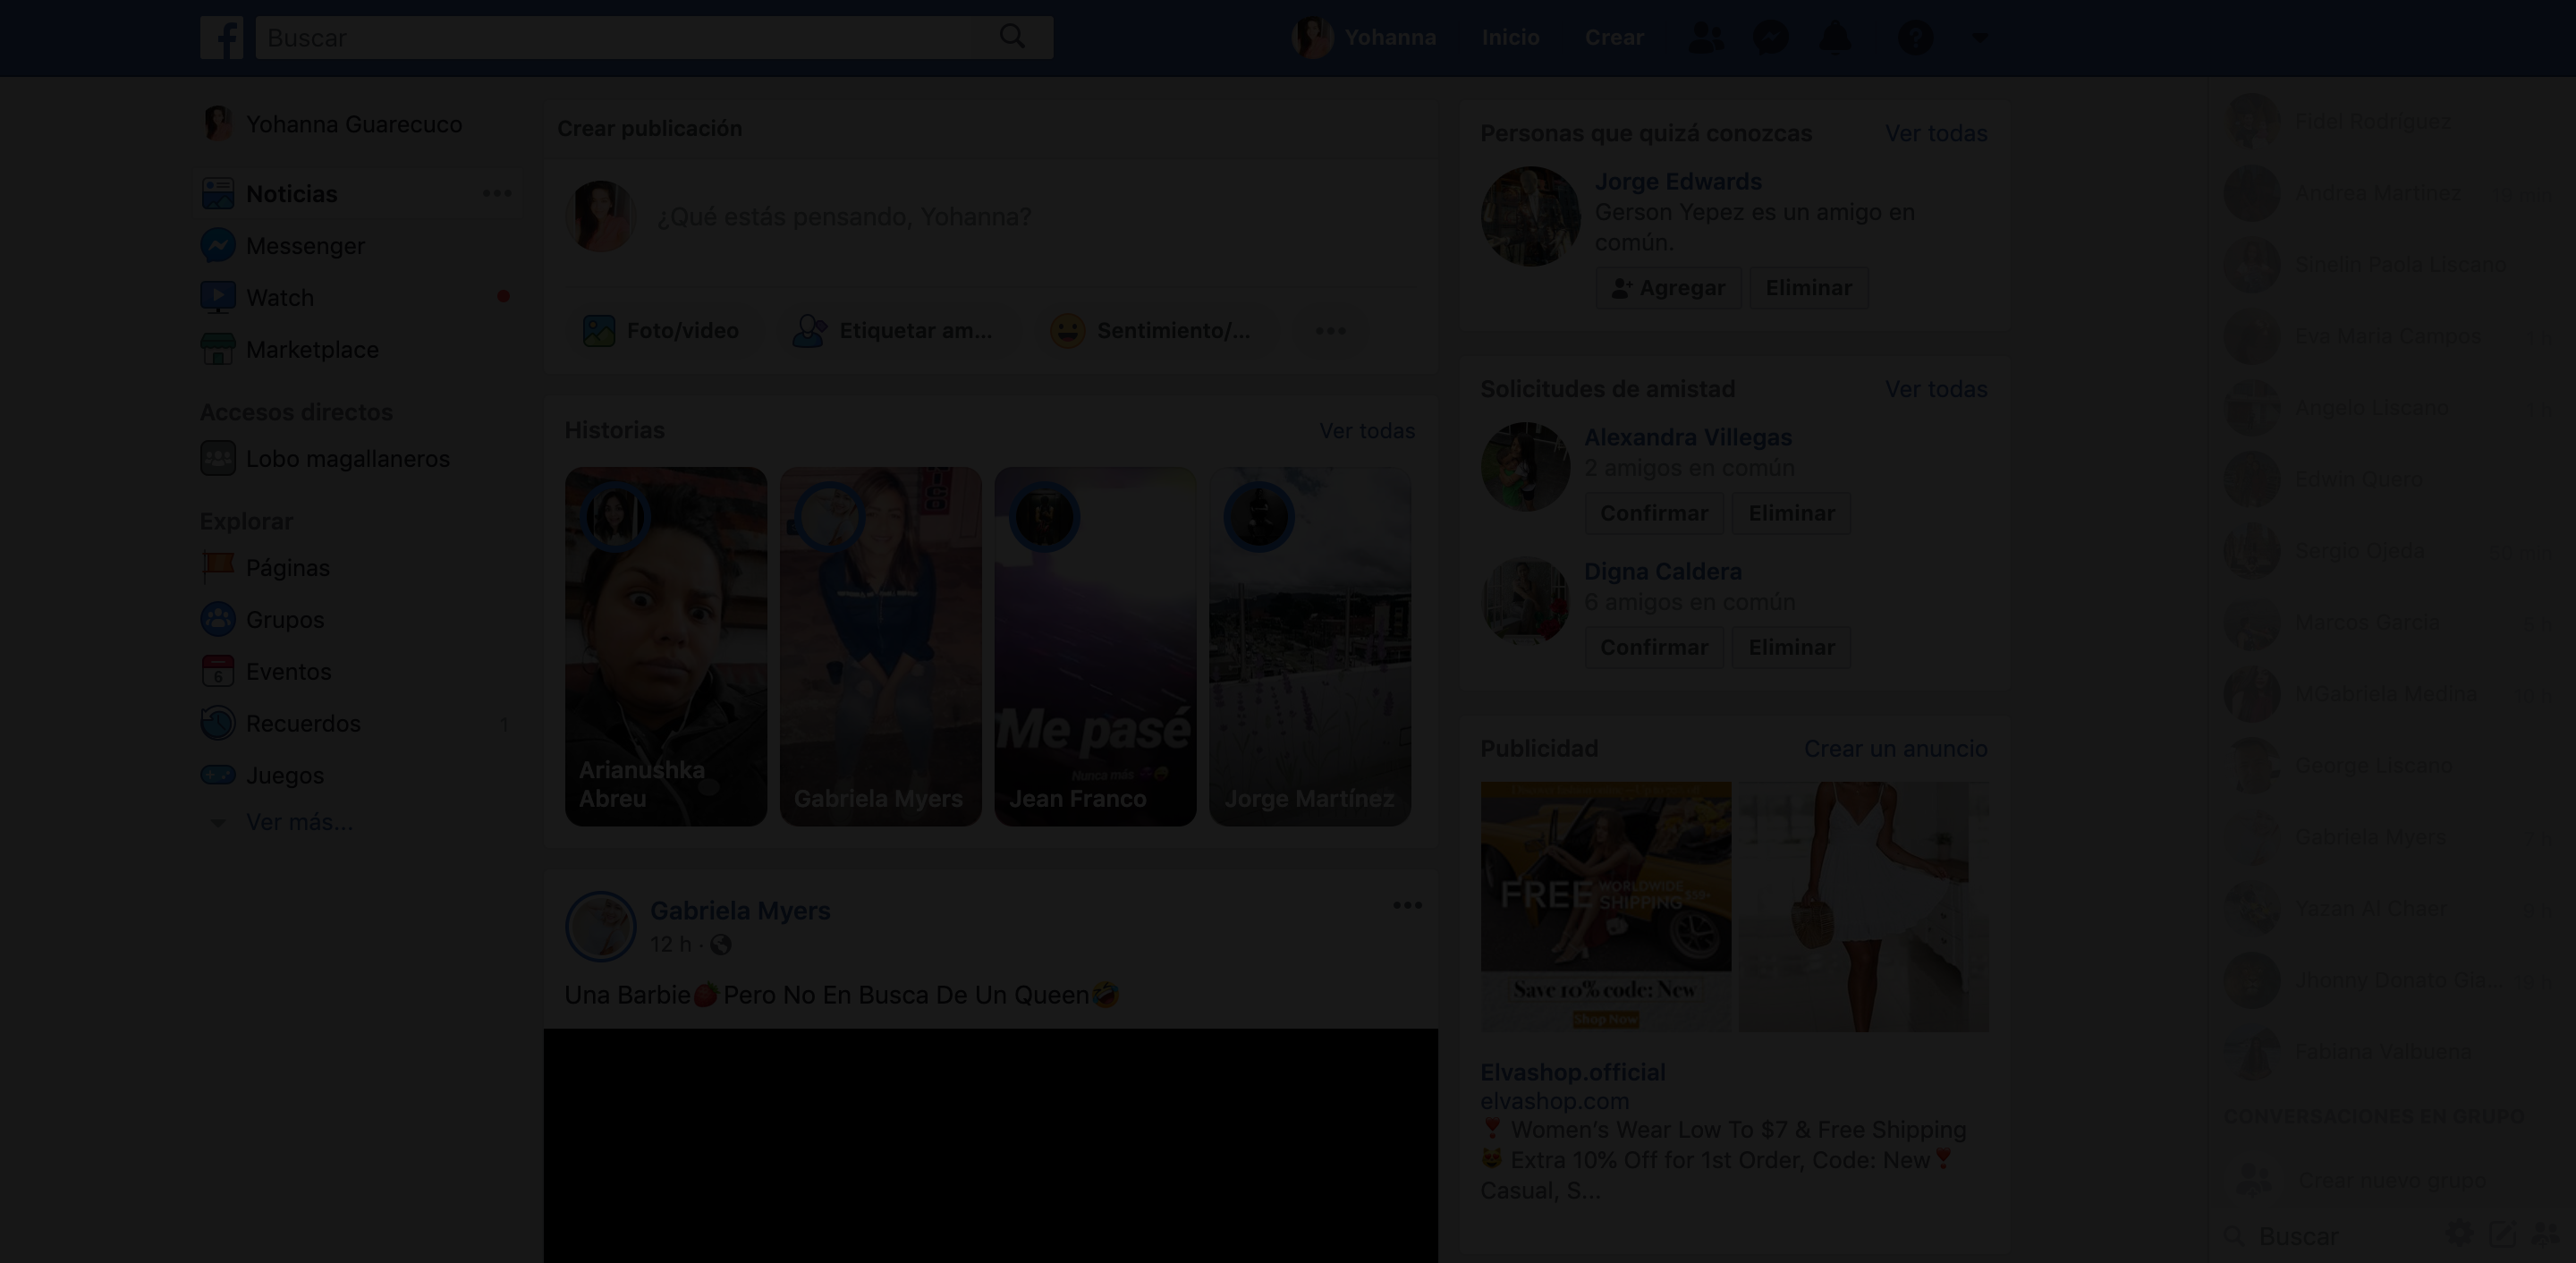 Buscar
Yohanna
Inicio
Crear
Yohanna Guarecuco
Noticias
Messenger
Watch
Marketplace
Accesos directos
Lobo magallaneros
Explorar
Páginas
Grupos
6
Eventos
Recuerdos
1
Juegos
Ver más...
Crear publicación
¿Qué estás pensando, Yohanna?
Foto/video
Etiquetar am...
Sentimiento/...
Historias
Ver todas
Arianushka
Abreu
Gabriela Myers
Me pasé
Nunca más
Jean Franco
Jorge Martínez
Gabriela Myers
12 h ·
Una Barbie🍓Pero No En Busca De Un Queen🤣
Personas que quizá conozcas
Ver todas
Jorge Edwards
Gerson Yepez es un amigo en
común.
Agregar
Eliminar
Solicitudes de amistad
Ver todas
Alexandra Villegas
2 amigos en común
Confirmar
Eliminar
Digna Caldera
6 amigos en común
Confirmar
Eliminar
Publicidad
Crear un anuncio
FREE WORLDWIDE
SHIPPING
Save 10% code: New
Shop Now
Elvashop.official
elvashop.com
❣️ Women's Wear Low To $7 & Free Shipping
😻 Extra 10% Off for 1st Order, Code: New❣️
Casual, S...
Fidel Rodriguez
Andrea Martinez
Sinelin Paola Liscano
Eva Maria Campos
Angelo Liscano
Edwin Quero
Sergio Ojeda
Marcos Garcia
MGabriela Medina
George Liscano
Gabriela Myers
Yazan Al Chaer
Jhonny Donato Gia...
Fabiana Valbuena
CONVERSACIONES EN GRUPO
Crear nuevo grupo
Buscar